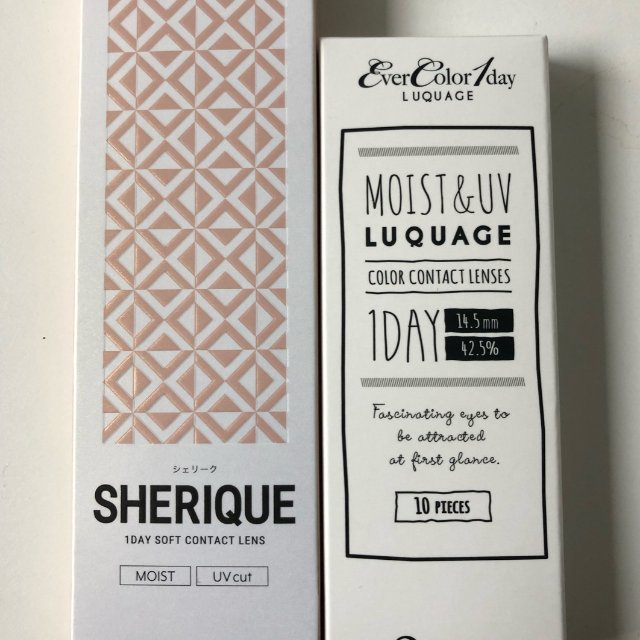 シェリーク
SHERIQUE
1DAY SOFT CONTACT LENS
MOIST
UV cut
EverColor1day
LUQUAGE
MOIST&UV
LUQUAGE
COLOR CONTACT LENSES
1DAY
14.5mm
42.5%
Fascinating eyes to
be attracted
at first glance.
10 PIECES